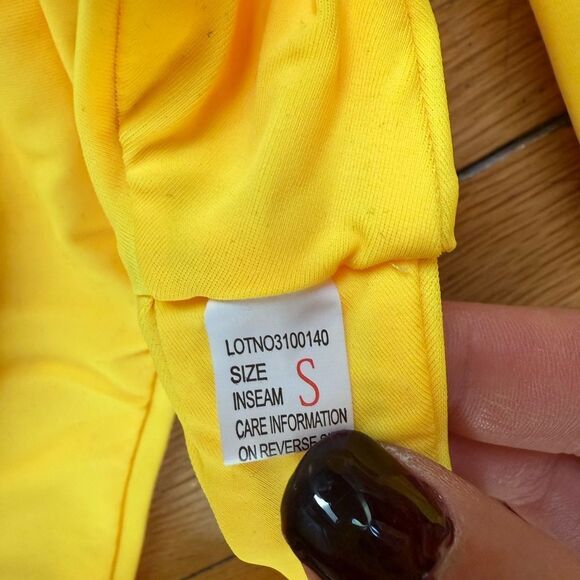 LOTNO3100140
SIZE S
INSEAM
CARE INFORMATION
ON REVERSE